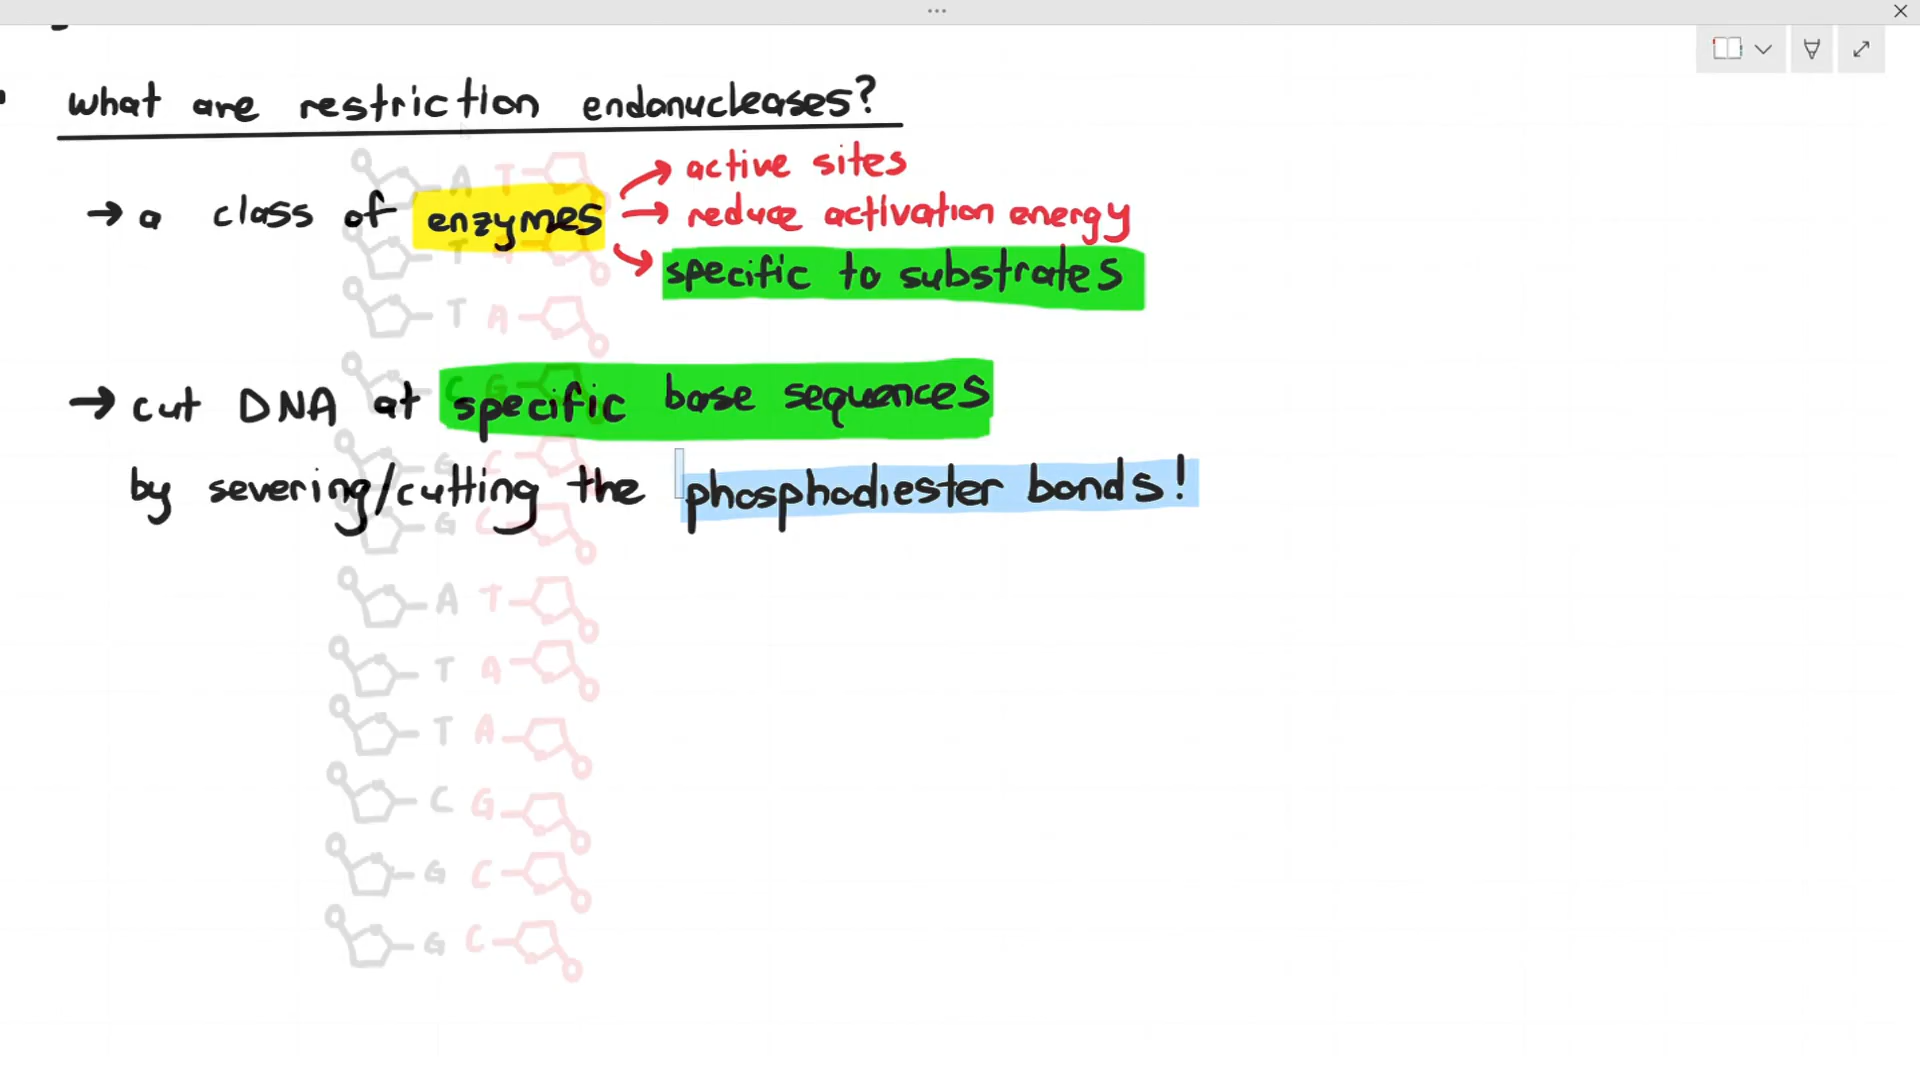 what are restriction endonucleases?
→ active sites
→ a class of enzymes → reduce activation energy
→ specific to substrates
→ cut DNA at specific base sequences
by severing/cutting the phosphodiester bonds!
A T
T A
T A
C G
G C
G C
A T
T A
T A
C G
G C
G C